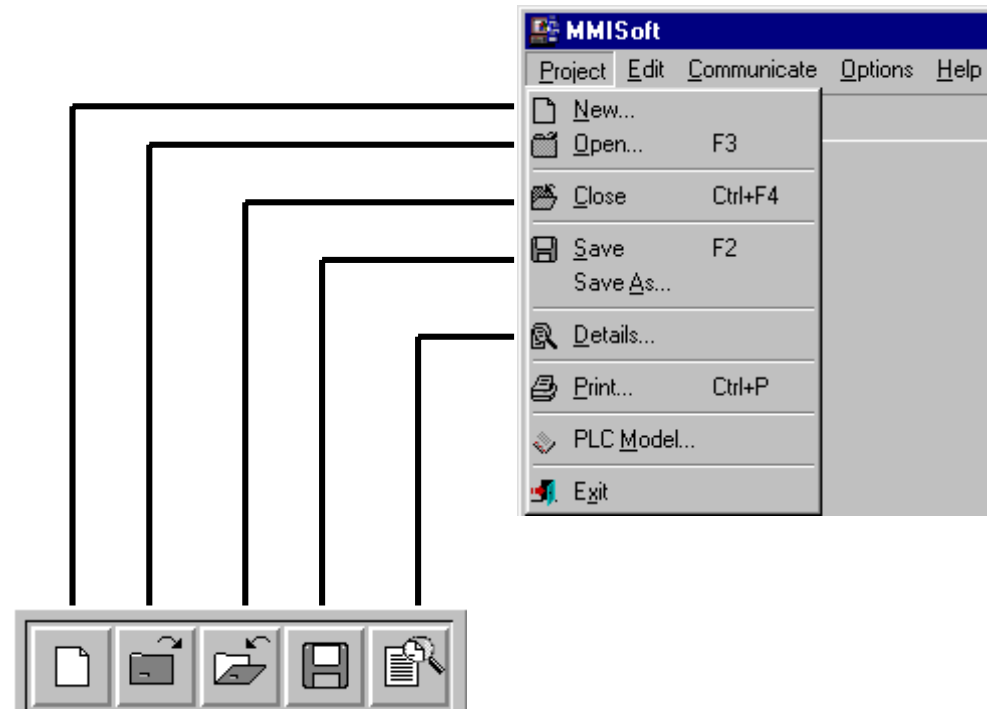 MMISoft
Project Edit Communicate Options Help
New...
Open... F3
Close Ctrl+F4
Save F2
Save As...
Details...
Print... Ctrl+P
PLC Model...
Exit